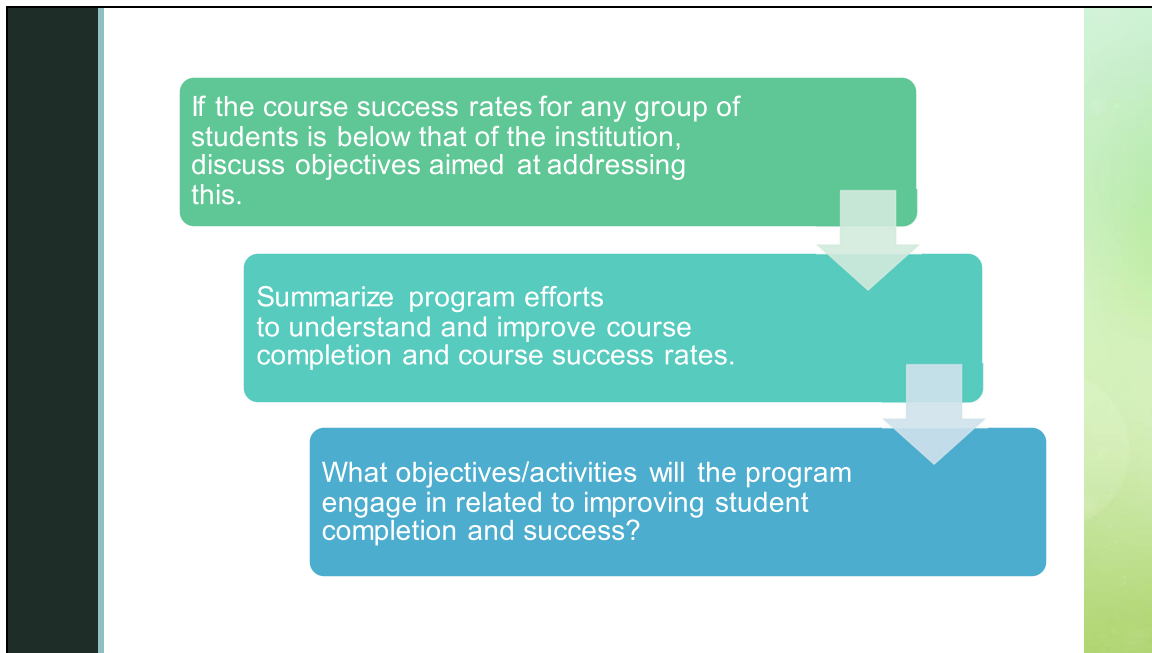 If the course success rates for any group of
students is below that of the institution,
discuss objectives aimed at addressing
this.
Summarize program efforts
to understand and improve course
completion and course success rates.
What objectives/activities will the program
engage in related to improving student
completion and success?